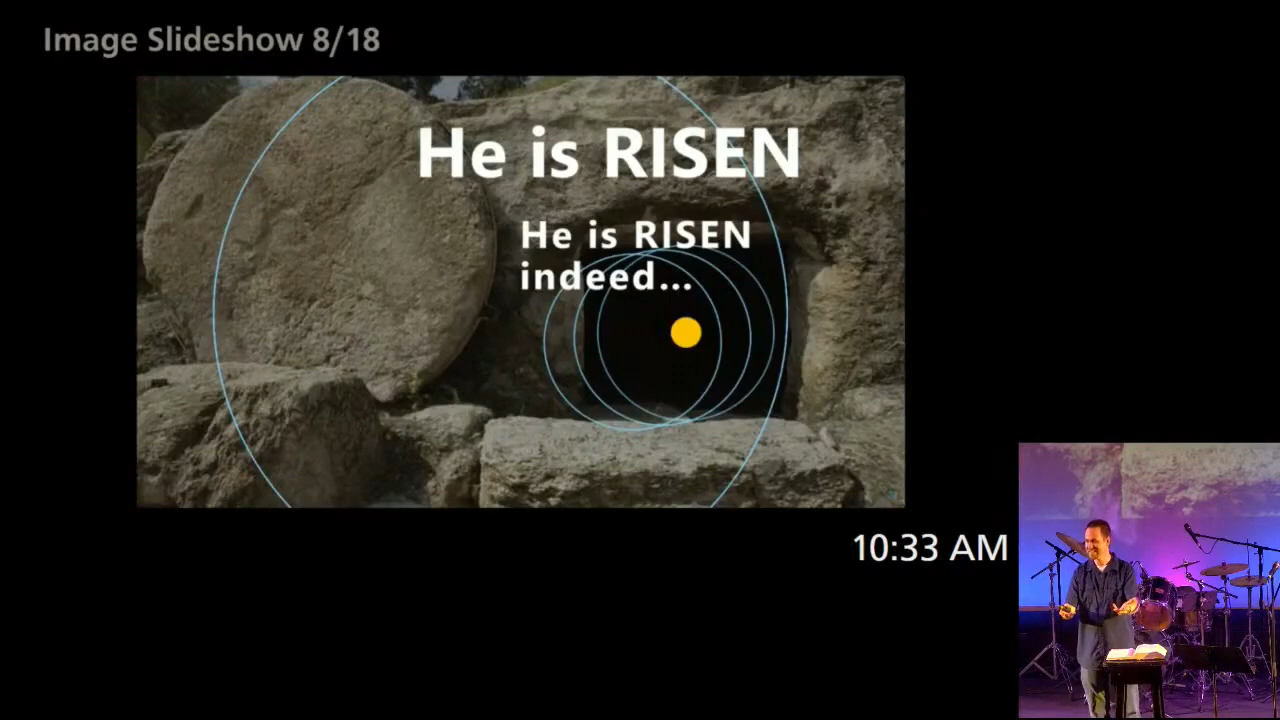 Image Slideshow 8/18
He is RISEN
He is RISEN
indeed...
10:33 AM